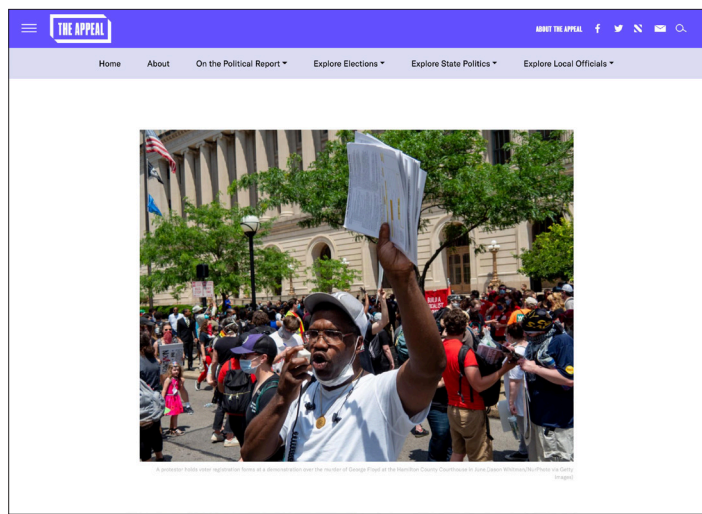 THE APPEAL
ABOUT THE APPEAL
Home About On the Political Report Explore Elections Explore State Politics Explore Local Officials
BUILD A
A protestor holds voter registration forms at a demonstration over the murder of George Floyd at the Hamilton County Courthouse in June.(Jason Whitman/NurPhoto via Getty
Images)